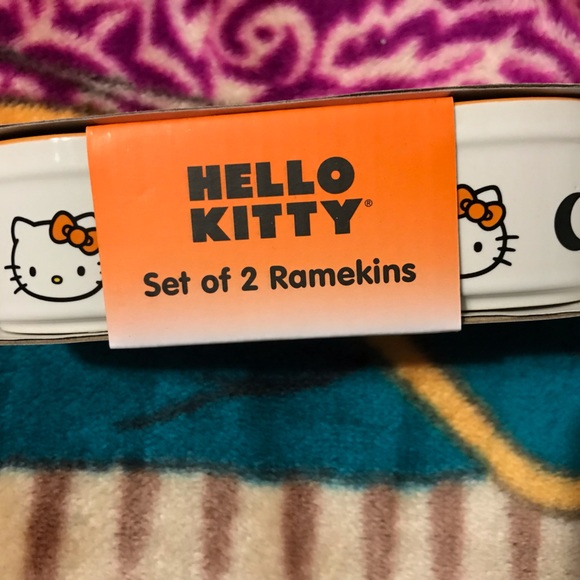 HELLO
KITTY®
Set of 2 Ramekins